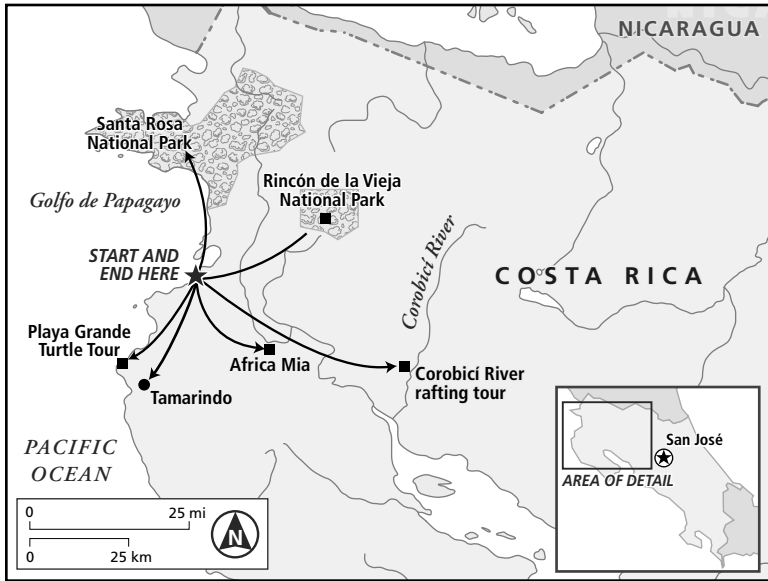 NICARAGUA
Santa Rosa
National Park
Rincón de la Vieja
National Park
Golfo de Papagayo
START AND
END HERE
Corobicí River
COSTA RICA
Playa Grande
Turtle Tour
Africa Mia
Corobicí River
rafting tour
Tamarindo
PACIFIC
OCEAN
San José
AREA OF DETAIL
0 25 mi
0 25 km
N